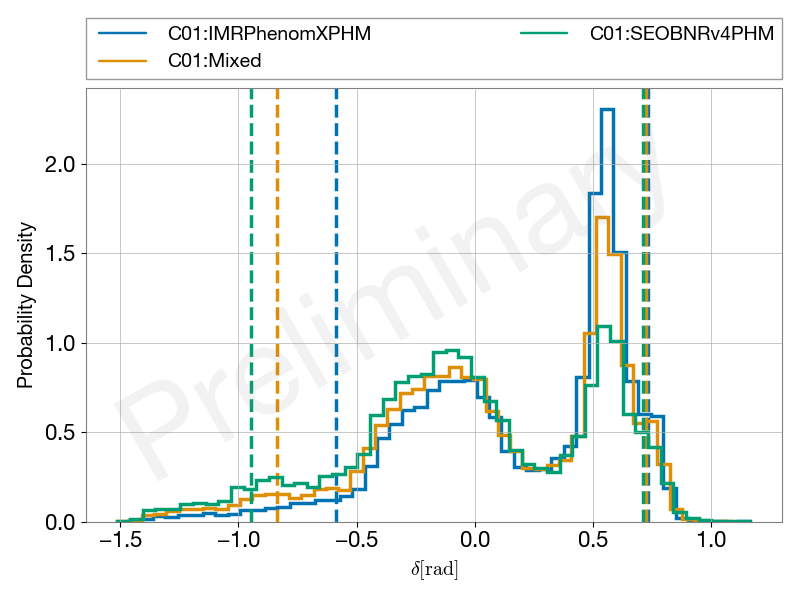 C01:IMRPhenomXPHM
C01:SEOBNRv4PHM
C01:Mixed
Preliminary
Probability Density
2.0
1.5
1.0
0.5
0.0
−1.5
−1.0
−0.5
0.0
0.5
1.0
δ[rad]